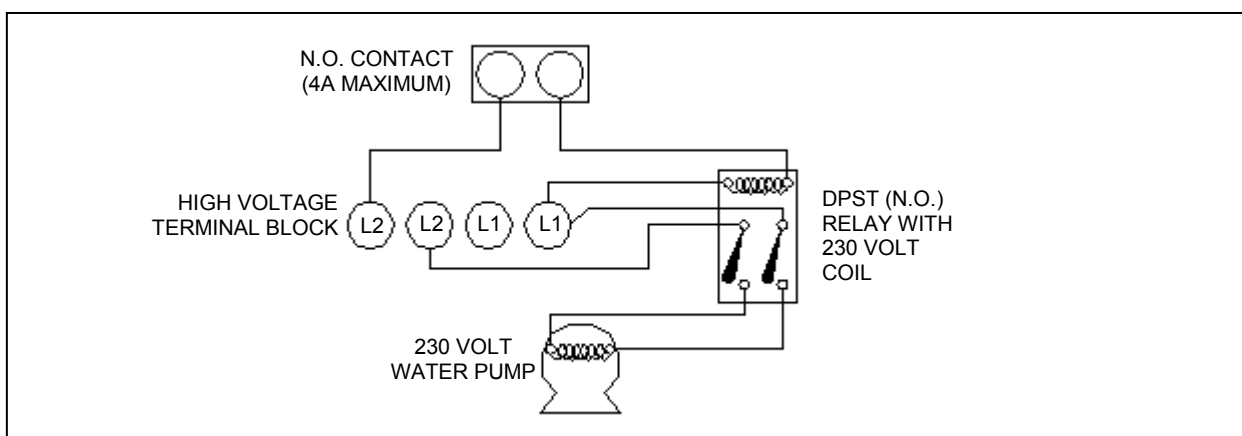 N.O. CONTACT
(4A MAXIMUM)
HIGH VOLTAGE
TERMINAL BLOCK
L2
L2
L1
L1
DPST (N.O.)
RELAY WITH
230 VOLT
COIL
230 VOLT
WATER PUMP